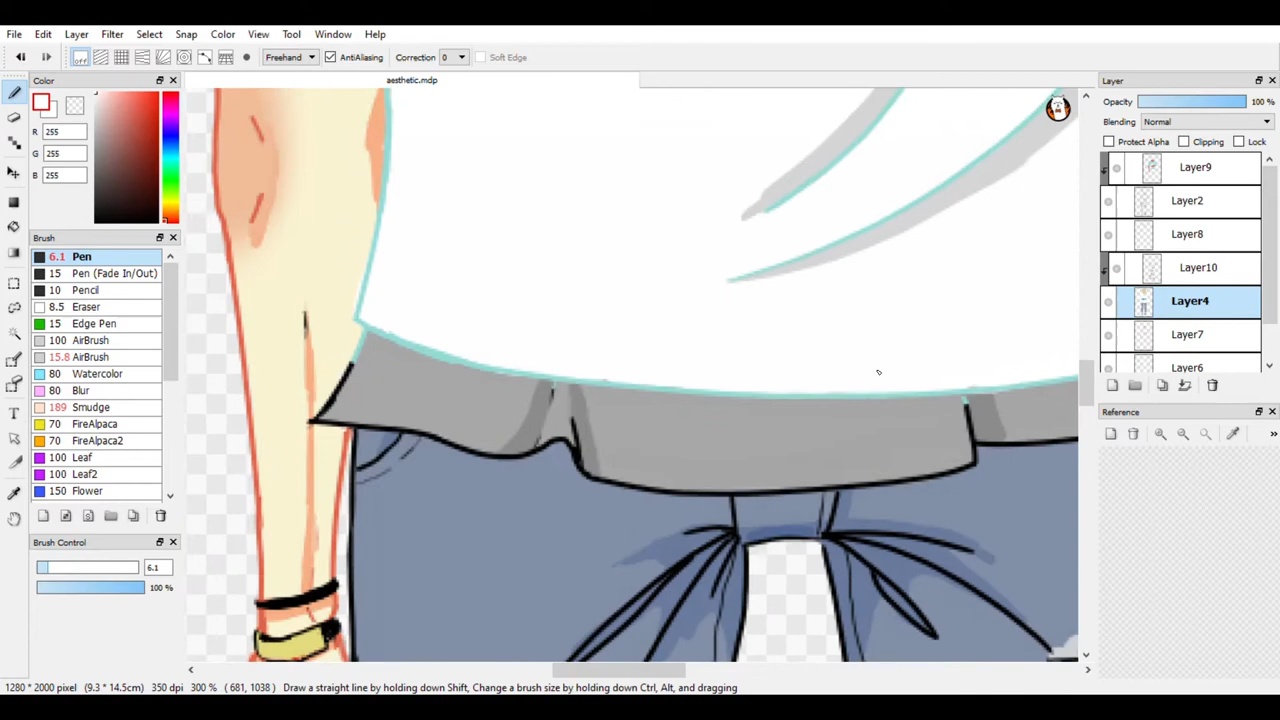 File Edit Layer Filter Select Snap Color View Tool Window Help
off Freehand AntiAliasing Correction 0 Soft Edge
aesthetic.mdp
Color
R 255
G 255
B 255
Brush
6.1 Pen
15 Pen (Fade In/Out)
10 Pencil
8.5 Eraser
15 Edge Pen
100 AirBrush
15.8 AirBrush
80 Watercolor
80 Blur
189 Smudge
70 FireAlpaca
70 FireAlpaca2
100 Leaf
100 Leaf2
150 Flower
Brush Control
6.1
100 %
Layer
Opacity 100 %
Blending Normal
Protect Alpha Clipping Lock
Layer9
Layer2
Layer8
Layer10
Layer4
Layer7
Layer6
Reference
1280 * 2000 pixel (9.3 * 14.5cm) 350 dpi 300 % ( 681, 1038 ) Draw a straight line by holding down Shift, Change a brush size by holding down Ctrl, Alt, and dragging